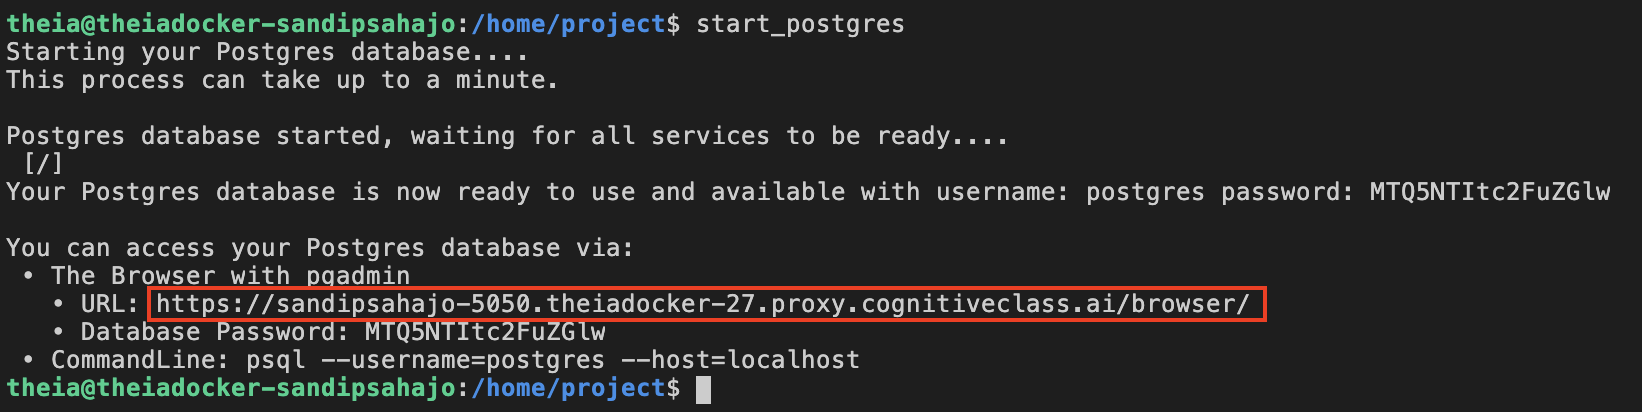 theia@theiadocker-sandipsahajo:/home/project$ start_postgres
Starting your Postgres database....
This process can take up to a minute.
Postgres database started, waiting for all services to be ready....
[/]
Your Postgres database is now ready to use and available with username: postgres password: MTQ5NTItc2FuZGlw
You can access your Postgres database via:
• The Browser with pgadmin
• URL: https://sandipsahajo-5050.theiadocker-27.proxy.cognitiveclass.ai/browser/
• Database Password: MTQ5NTItc2FuZGlw
• CommandLine: psql --username=postgres --host=localhost
theia@theiadocker-sandipsahajo:/home/project$